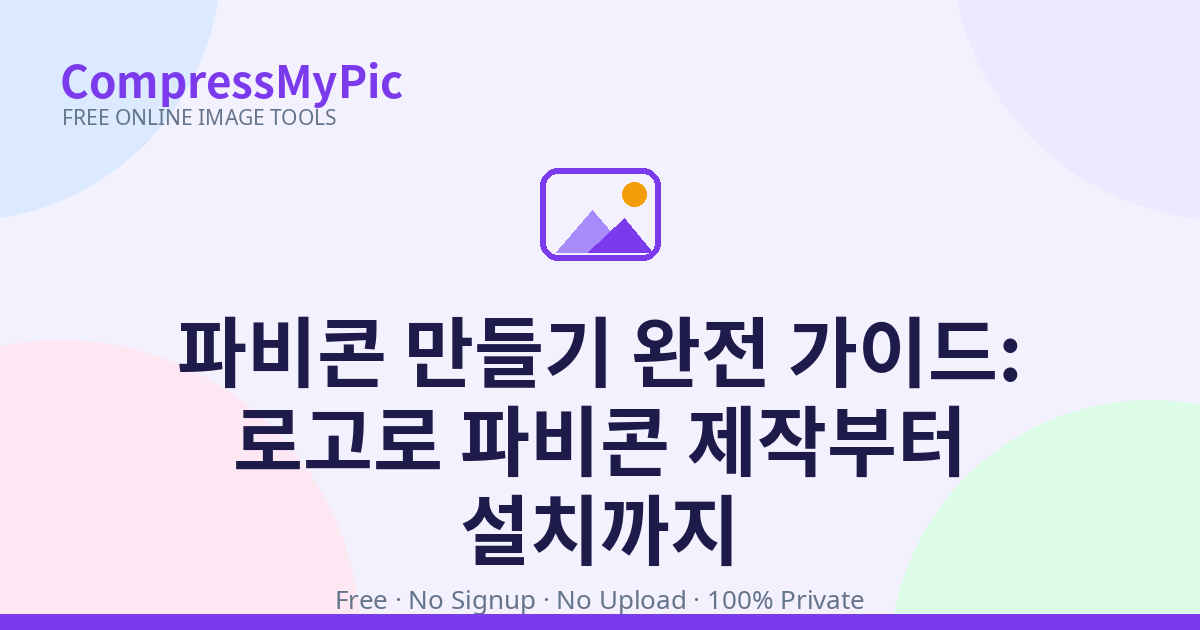 CompressMyPic
FREE ONLINE IMAGE TOOLS
파비콘 만들기 완전 가이드:
로고로 파비콘 제작부터
설치까지
Free · No Signup · No Upload · 100% Private